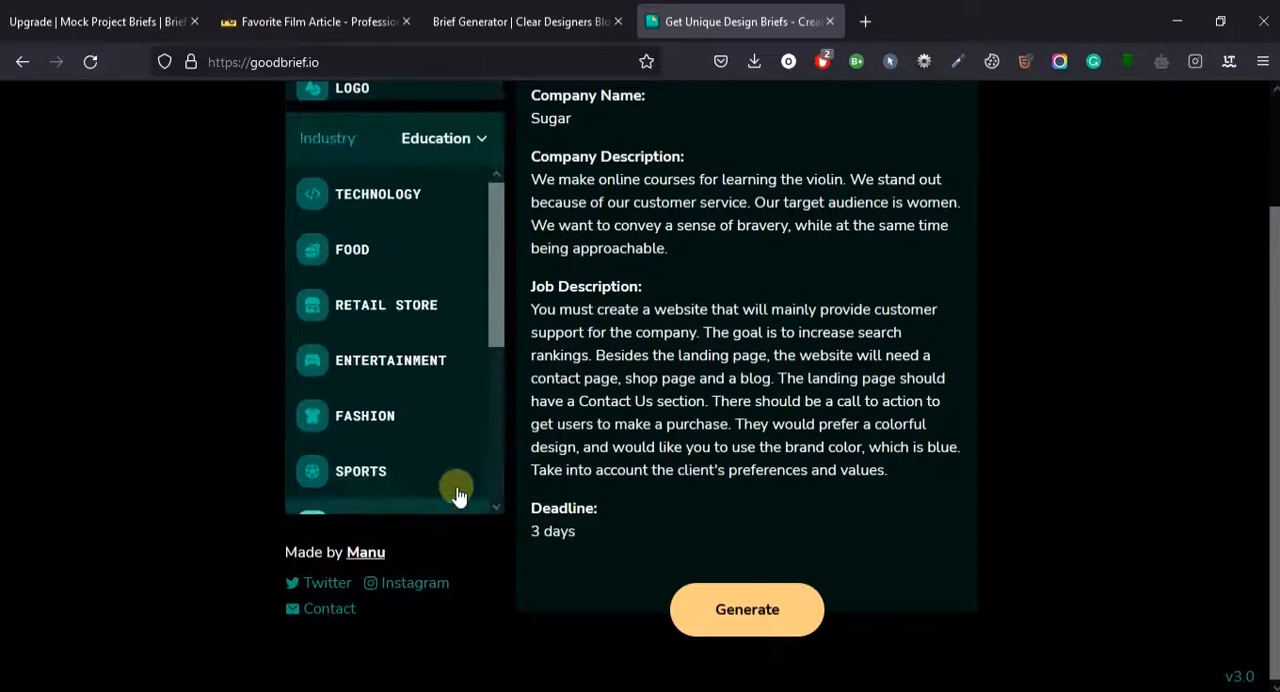 Upgrade | Mock Project Briefs | Brief
Favorite Film Article - Professio
Brief Generator | Clear Designers Blo
Get Unique Design Briefs - Crea
https://goodbrief.io
2
B+
LOGO
Industry
Education
TECHNOLOGY
FOOD
RETAIL STORE
ENTERTAINMENT
FASHION
SPORTS
Made by Manu
Twitter Instagram
Contact
Company Name:
Sugar
Company Description:
We make online courses for learning the violin. We stand out
because of our customer service. Our target audience is women.
We want to convey a sense of bravery, while at the same time
being approachable.
Job Description:
You must create a website that will mainly provide customer
support for the company. The goal is to increase search
rankings. Besides the landing page, the website will need a
contact page, shop page and a blog. The landing page should
have a Contact Us section. There should be a call to action to
get users to make a purchase. They would prefer a colorful
design, and would like you to use the brand color, which is blue.
Take into account the client's preferences and values.
Deadline:
3 days
Generate
v3.0